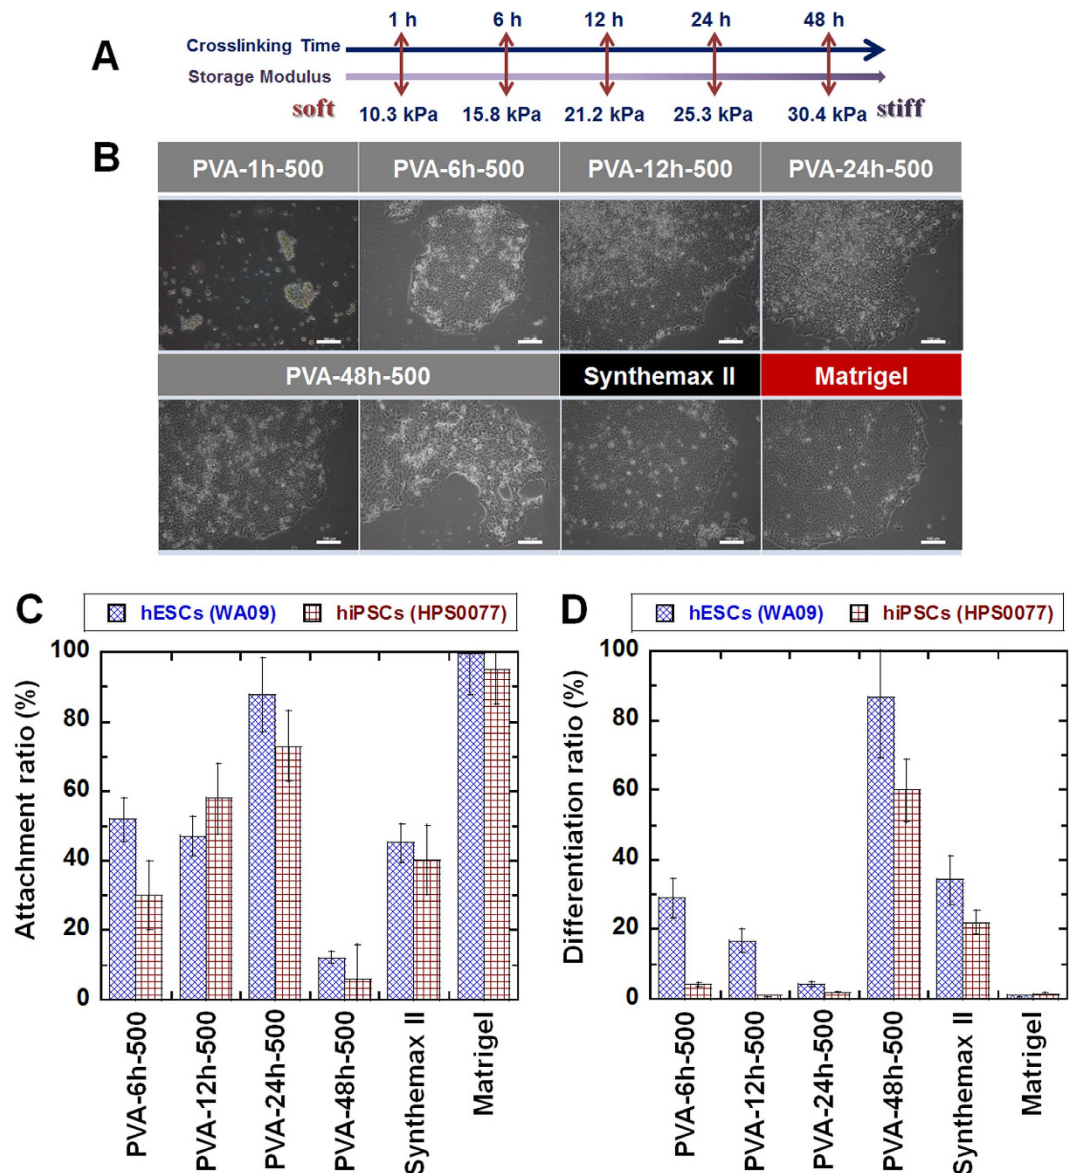 A
1 h 6 h 12 h 24 h 48 h
Crosslinking Time
Storage Modulus
soft 10.3 kPa 15.8 kPa 21.2 kPa 25.3 kPa 30.4 kPa stiff
B
PVA-1h-500 PVA-6h-500 PVA-12h-500 PVA-24h-500
PVA-48h-500 Synthemax II Matrigel
C
hESCs (WA09) hiPSCs (HPS0077)
Attachment ratio (%)
100
80
60
40
20
0
PVA-6h-500
PVA-12h-500
PVA-24h-500
PVA-48h-500
Synthemax II
Matrigel
D
hESCs (WA09) hiPSCs (HPS0077)
Differentiation ratio (%)
100
80
60
40
20
0
PVA-6h-500
PVA-12h-500
PVA-24h-500
PVA-48h-500
Synthemax II
Matrigel